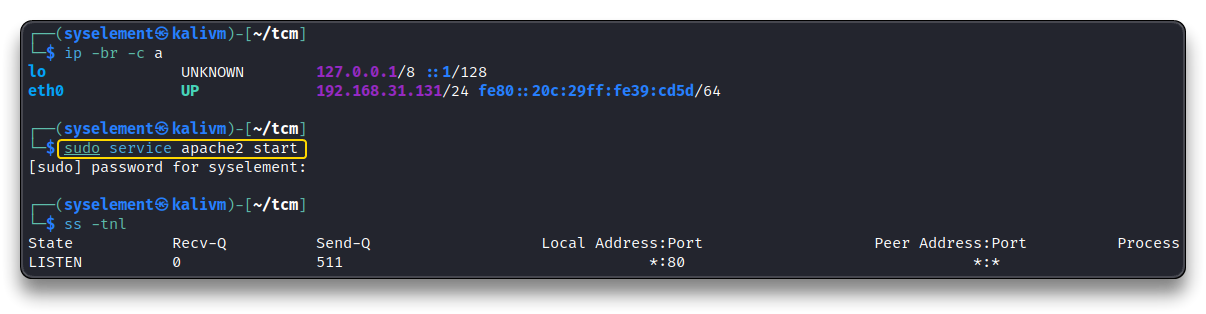 ┌──(syselement㉿kalivm)-[~/tcm]
└─$ ip -br -c a
lo               UNKNOWN        127.0.0.1/8 ::1/128
eth0             UP             192.168.31.131/24 fe80::20c:29ff:fe39:cd5d/64
┌──(syselement㉿kalivm)-[~/tcm]
└─$ sudo service apache2 start
[sudo] password for syselement:
┌──(syselement㉿kalivm)-[~/tcm]
└─$ ss -tnl
State           Recv-Q          Send-Q                   Local Address:Port                   Peer Address:Port          Process
LISTEN          0               511                                  *:80                                *:*